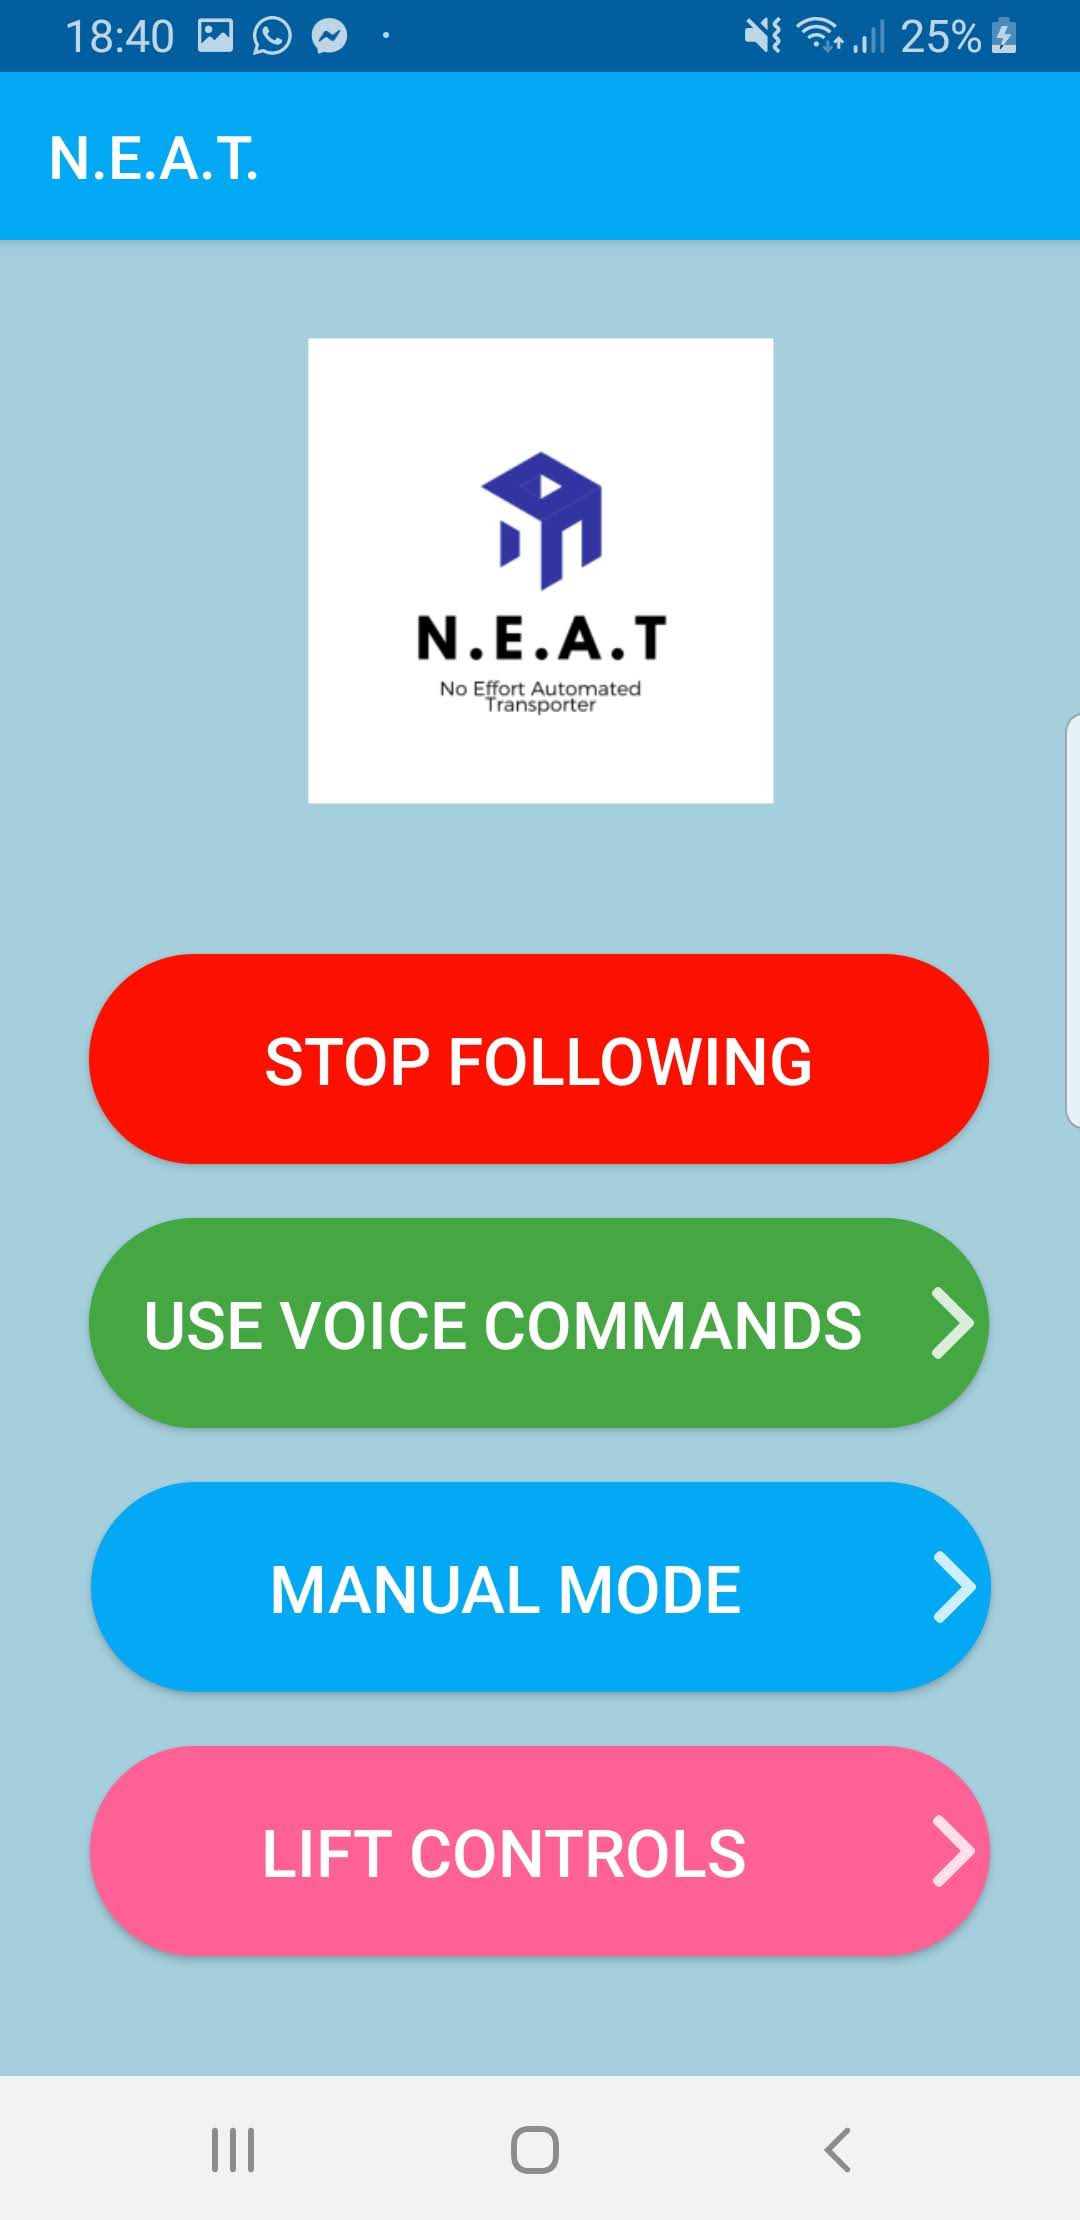 18:40
25%
N.E.A.T.
N.E.A.T
No Effort Automated
Transporter
STOP FOLLOWING
USE VOICE COMMANDS
MANUAL MODE
LIFT CONTROLS